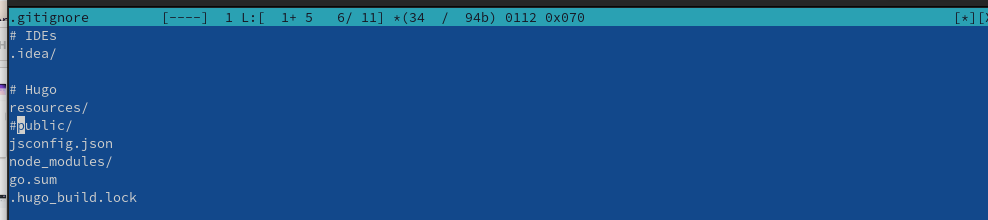 .gitignore [----] 1 L:[ 1+ 5 6/ 11] *(34 / 94b) 0112 0x070 [*][X
# IDEs
.idea/
# Hugo
resources/
#public/
jsconfig.json
node_modules/
go.sum
.hugo_build.lock